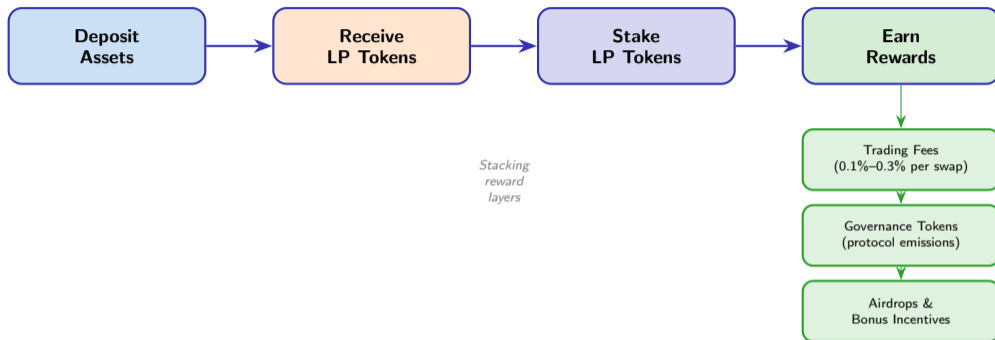 Deposit
Assets
Receive
LP Tokens
Stake
LP Tokens
Earn
Rewards
Trading Fees
(0.1%–0.3% per swap)
Stacking
reward
layers
Governance Tokens
(protocol emissions)
Airdrops &
Bonus Incentives